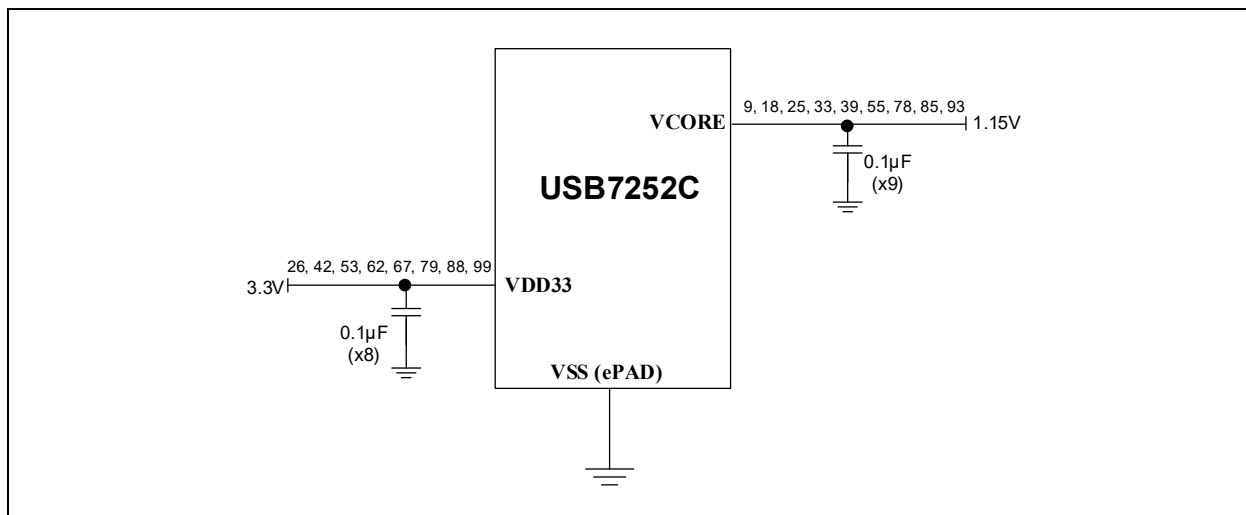 9, 18, 25, 33, 39, 55, 78, 85, 93
VCORE
1.15V
0.1µF
(x9)
USB7252C
26, 42, 53, 62, 67, 79, 88, 99
3.3V
VDD33
0.1µF
(x8)
VSS (ePAD)